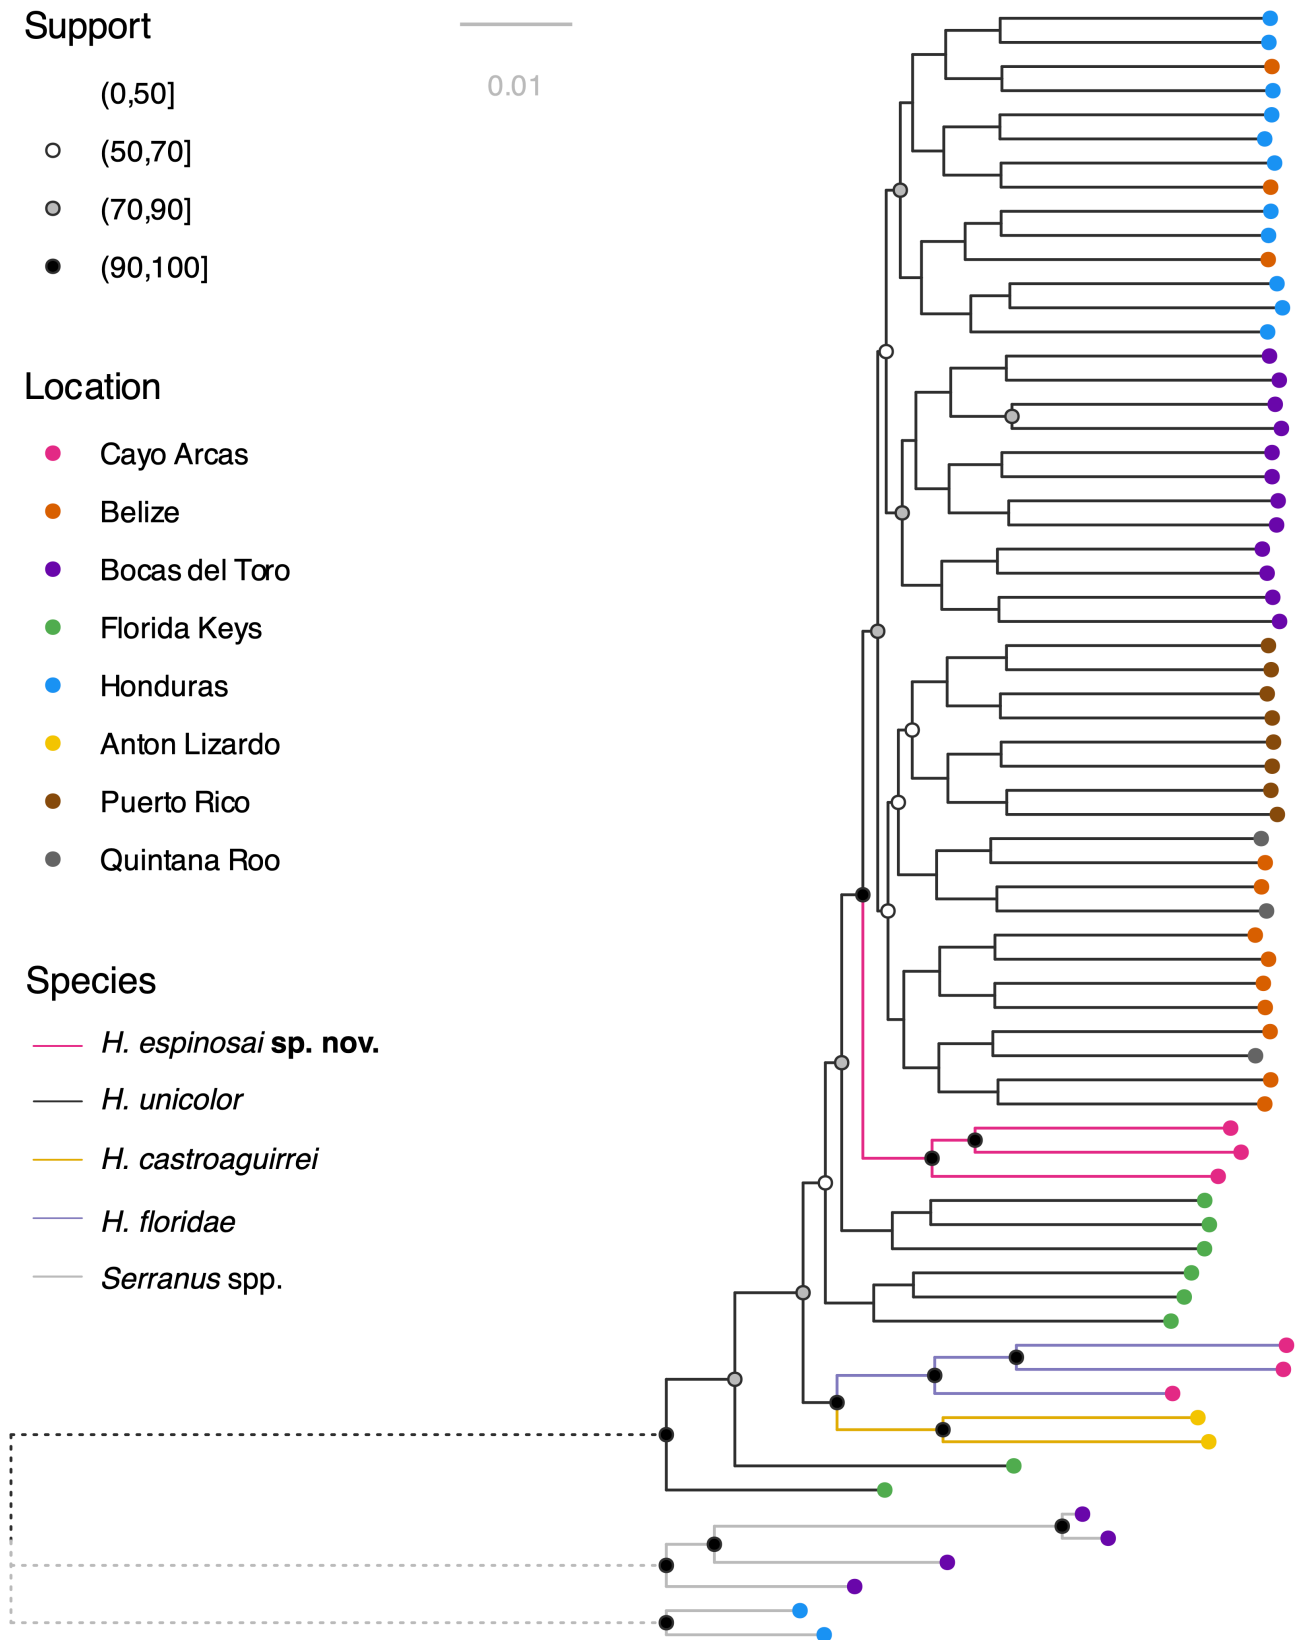 Support
0.01
(0,50]
(50,70]
(70,90]
(90,100]
Location
Cayo Arcas
Belize
Bocas del Toro
Florida Keys
Honduras
Anton Lizardo
Puerto Rico
Quintana Roo
Species
H. espinosai sp. nov.
H. unicolor
H. castroaguirrei
H. floridae
Serranus spp.